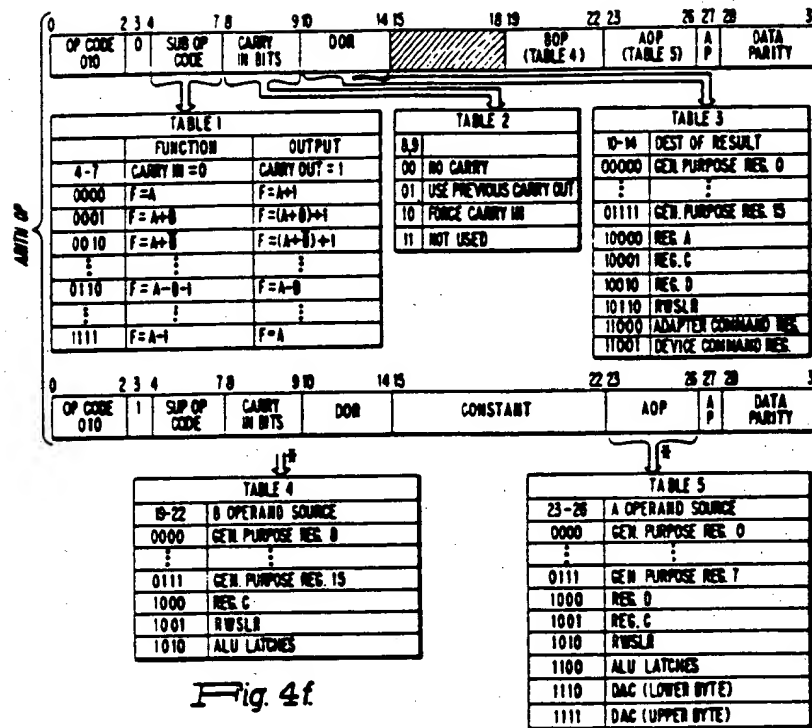 0 2 3 4 7 8 9 10 14 15 18 19 22 23 26 27 28 3
OP CODE 010 0 SUB OP CODE CARRY IN BITS DOR BOP (TABLE 4) AOP (TABLE 5) A P DATA PARITY
ARITH OP
TABLE 1
FUNCTION OUTPUT
4-7 CARRY IN = 0 CARRY OUT = 1
0000 F=A F=A+1
0001 F=A+B F=(A+B)+1
0010 F=A+B̅ F=(A+B̅)+1
⋮ ⋮ ⋮
0110 F=A-B-1 F=A-B
⋮ ⋮ ⋮
1111 F=A-1 F=A
TABLE 2
8,9
00 NO CARRY
01 USE PREVIOUS CARRY OUT
10 FORCE CARRY IN
11 NOT USED
TABLE 3
10-14 DEST OF RESULT
00000 GEN. PURPOSE REG. 0
⋮ ⋮
01111 GEN. PURPOSE REG. 15
10000 REG. A
10001 REG. C
10010 REG. D
10110 RWSLR
11000 ADAPTER COMMAND REG.
11001 DEVICE COMMAND REG.
0 2 3 4 7 8 9 10 14 15 22 23 26 27 28 3
OP CODE 010 1 SUP OP CODE CARRY IN BITS DOR CONSTANT AOP A P DATA PARITY
* *
TABLE 4
19-22 B OPERAND SOURCE
0000 GEN. PURPOSE REG. 8
⋮ ⋮
0111 GEN. PURPOSE REG. 15
1000 REG. C
1001 RWSLR
1010 ALU LATCHES
TABLE 5
23-26 A OPERAND SOURCE
0000 GEN. PURPOSE REG. 0
⋮ ⋮
0111 GEN. PURPOSE REG. 7
1000 REG. D
1001 REG. C
1010 RWSLR
1100 ALU LATCHES
1110 DAC (LOWER BYTE)
1111 DAC (UPPER BYTE)
Fig. 4f.